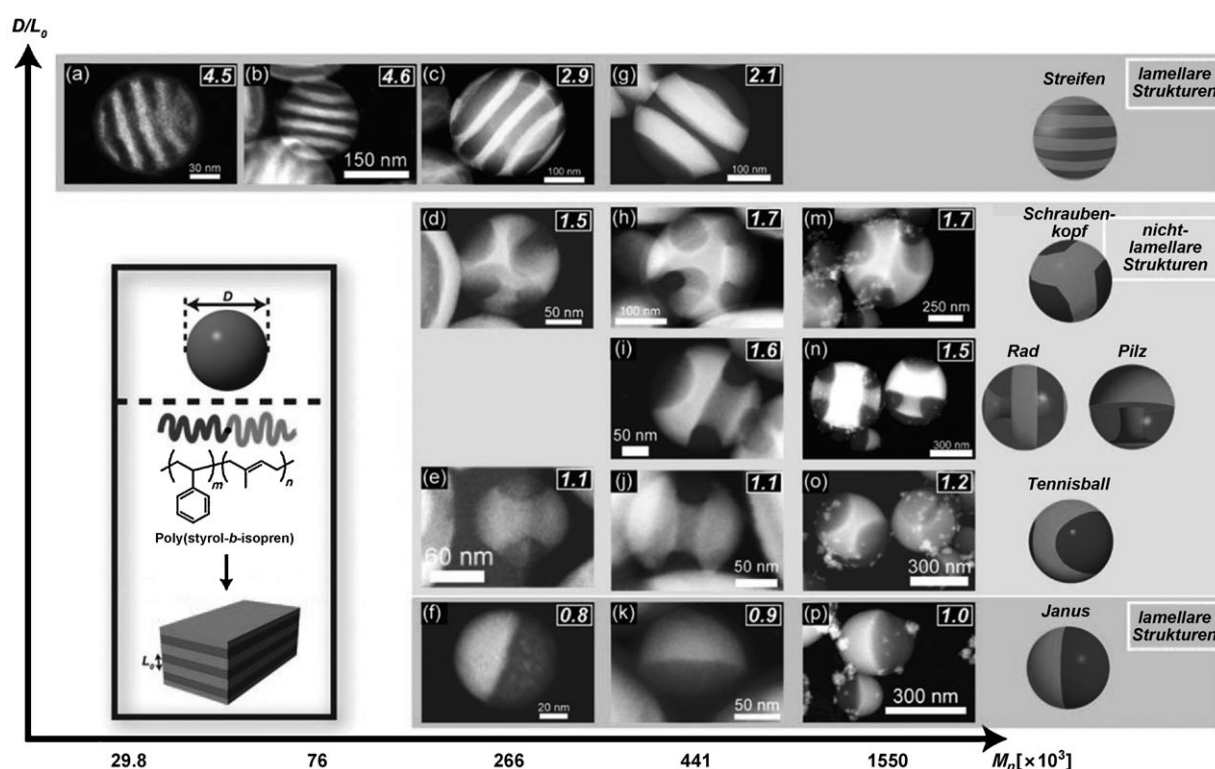 D/L₀
(a) 4.5
30 nm
(b) 4.6
150 nm
(c) 2.9
100 nm
(g) 2.1
100 nm
Streifen
lamellare
Strukturen
(d) 1.5
50 nm
(h) 1.7
100 nm
(m) 1.7
250 nm
Schrauben-
kopf
nicht-
lamellare
Strukturen
(i) 1.6
50 nm
(n) 1.5
300 nm
Rad
Pilz
(e) 1.1
60 nm
(j) 1.1
50 nm
(o) 1.2
300 nm
Tennisball
(f) 0.8
20 nm
(k) 0.9
50 nm
(p) 1.0
300 nm
Janus
lamellare
Strukturen
D
m
n
Poly(styrol-b-isopren)
L₀
29.8 76 266 441 1550 Mn[×10³]